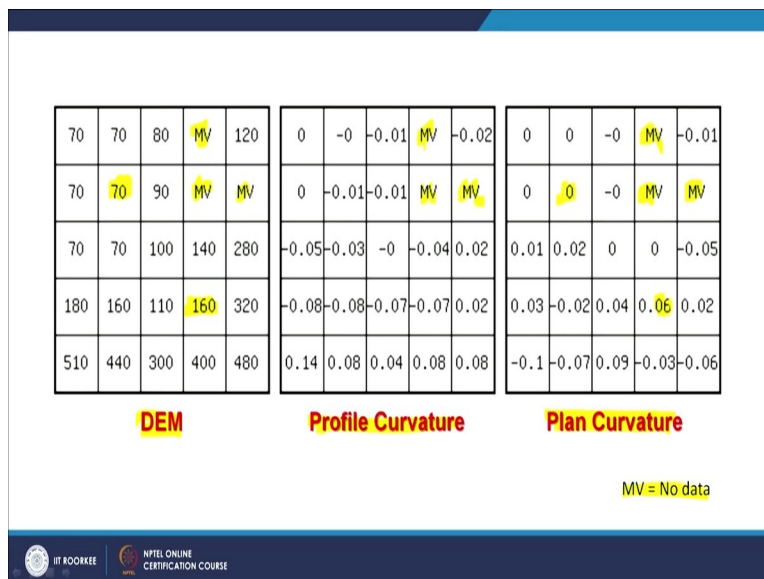 70 70 80 MV 120 0 -0 -0.01 MV -0.02 0 0 -0 MV -0.01
70 70 90 MV MV 0 -0.01 -0.01 MV MV 0 0 -0 MV MV
70 70 100 140 280 -0.05 -0.03 -0 -0.04 0.02 0.01 0.02 0 0 -0.05
180 160 110 160 320 -0.08 -0.08 -0.07 -0.07 0.02 0.03 -0.02 0.04 0.06 0.02
510 440 300 400 480 0.14 0.08 0.04 0.08 0.08 -0.1 -0.07 0.09 -0.03 -0.06
DEM Profile Curvature Plan Curvature
MV = No data
IIT ROORKEE NPTEL ONLINE
CERTIFICATION COURSE